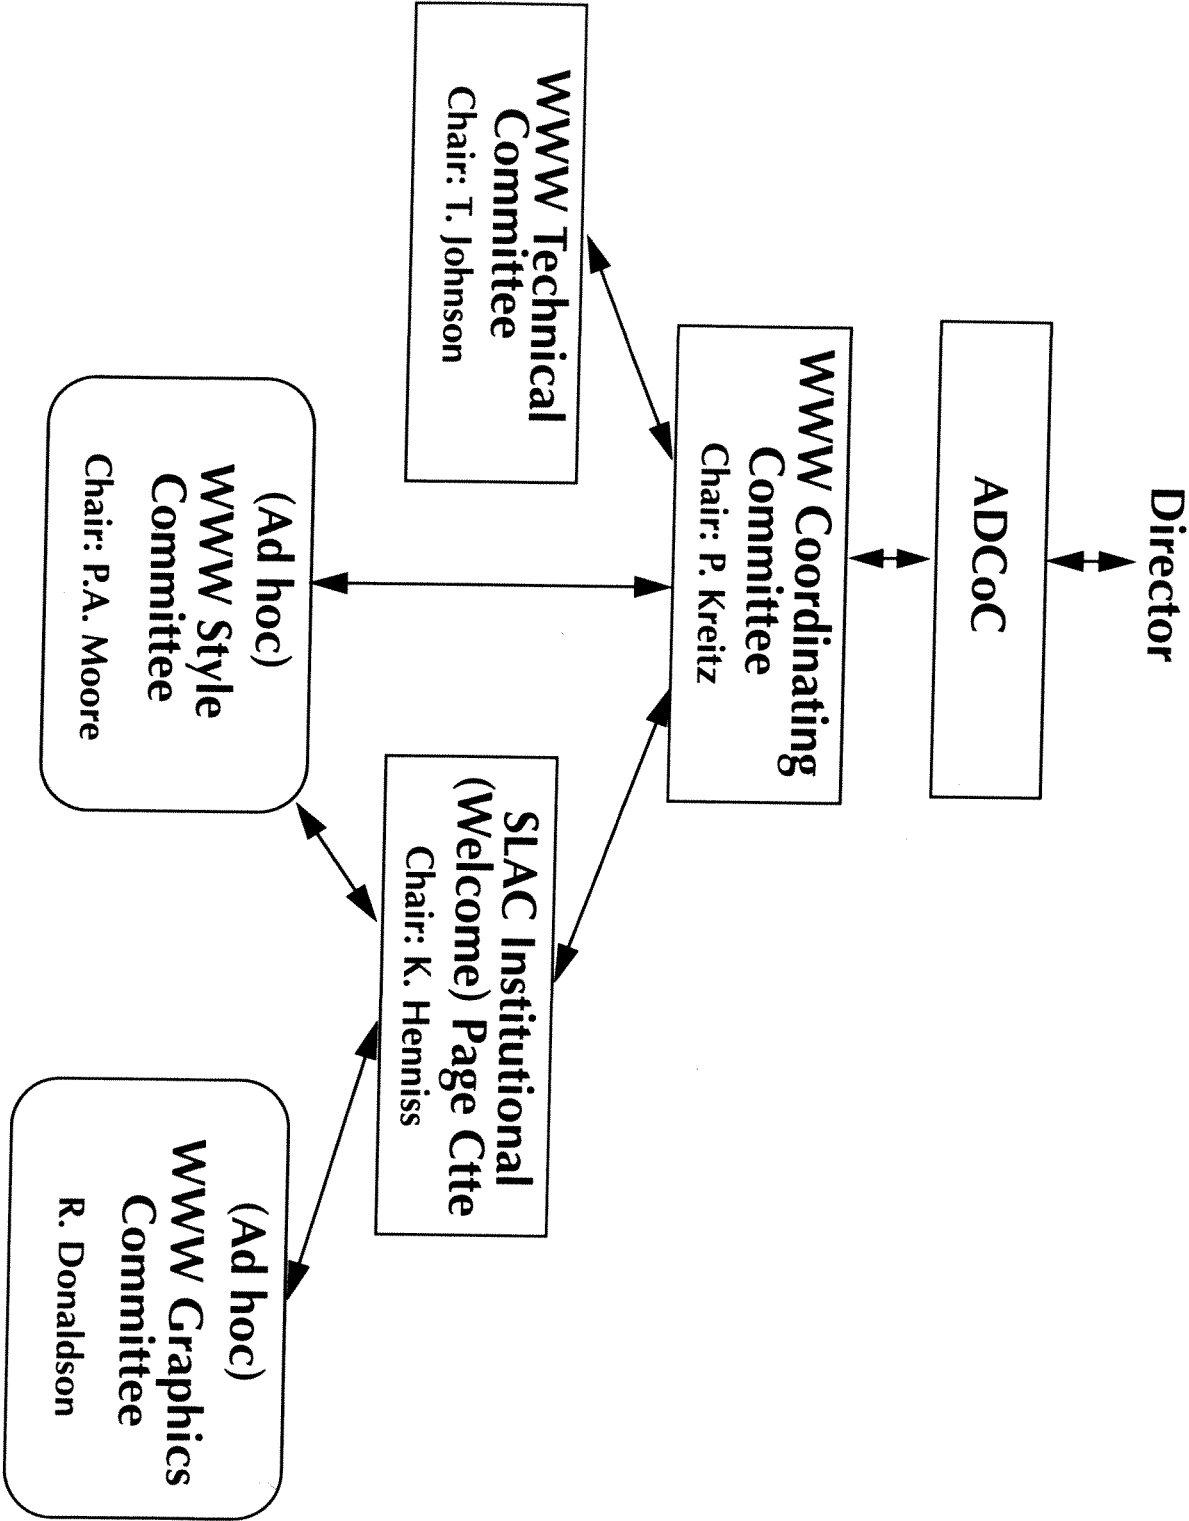 Director
ADCoC
WWW Coordinating
Committee
Chair: P. Kreitz
WWW Technical
Committee
Chair: T. Johnson
SLAC Institutional
(Welcome) Page Ctte
Chair: K. Henniss
(Ad hoc)
WWW Style
Committee
Chair: P.A. Moore
(Ad hoc)
WWW Graphics
Committee
R. Donaldson